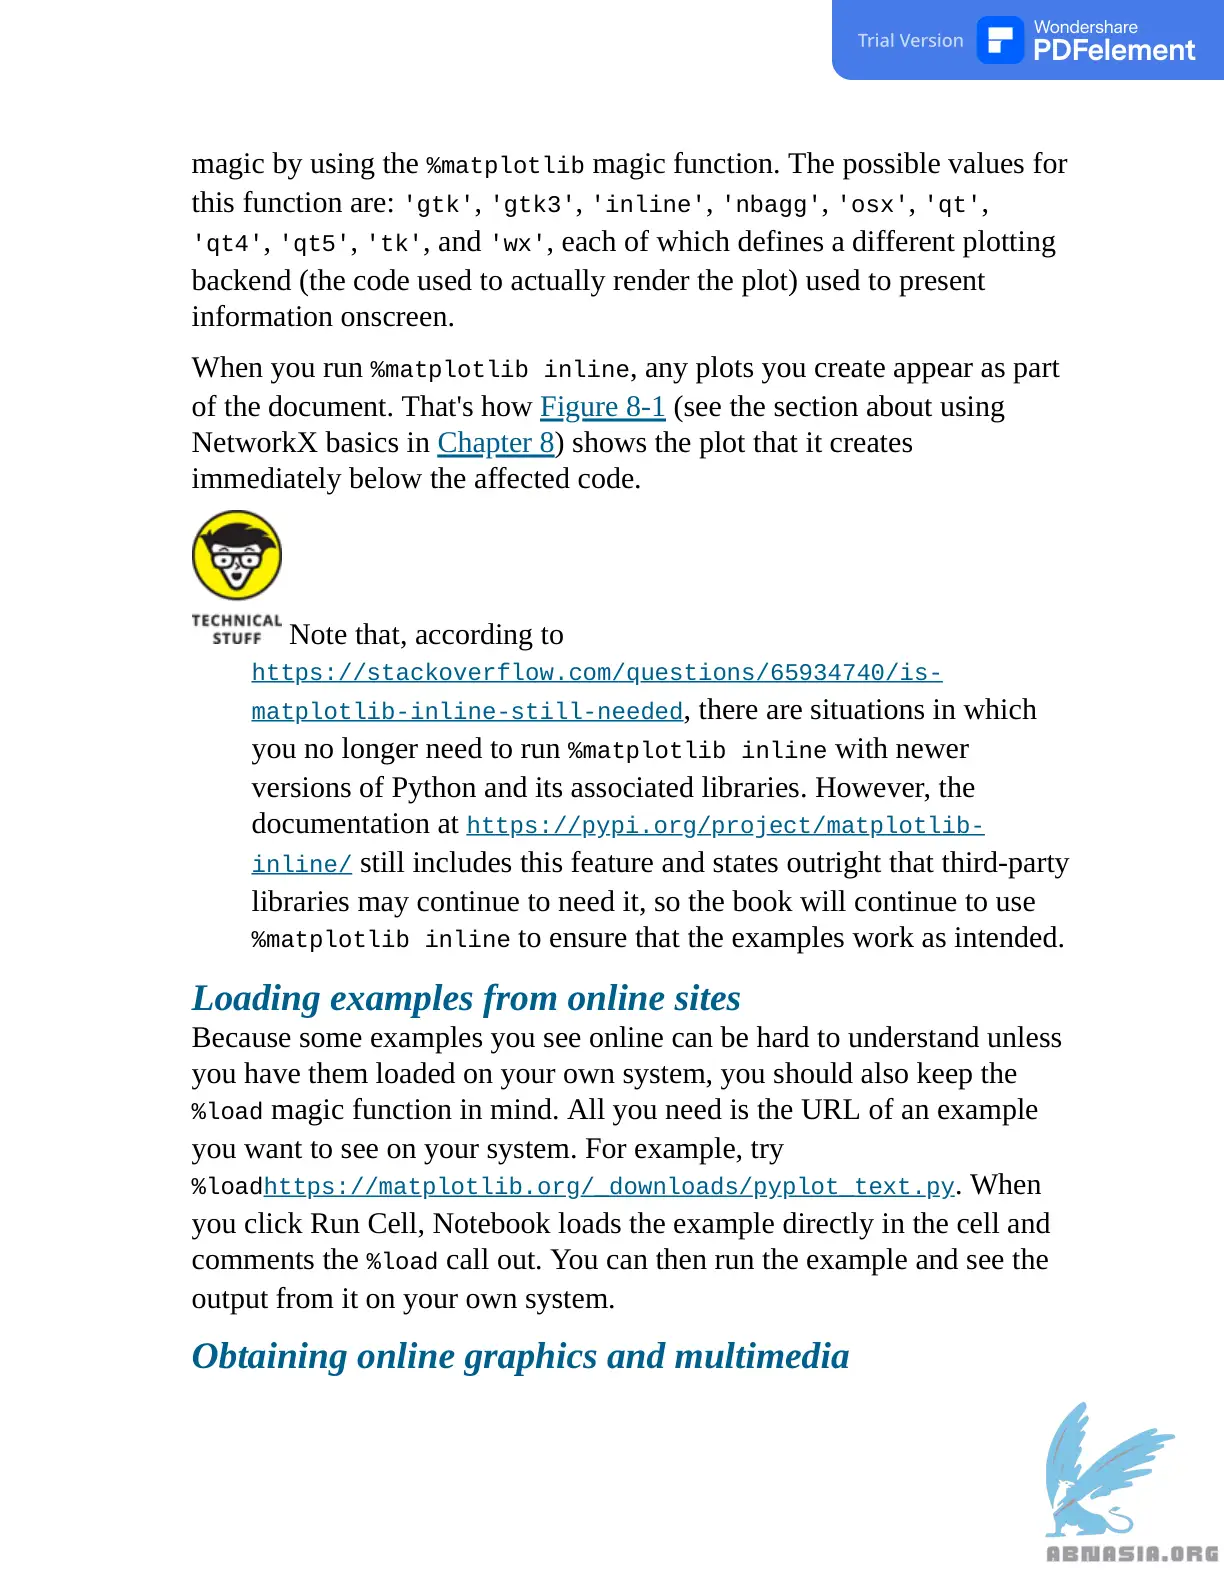 Trial Version
Wondershare
PDFelement
magic by using the %matplotlib magic function. The possible values for
this function are: 'gtk', 'gtk3', 'inline', 'nbagg', 'osx', 'qt',
'qt4', 'qt5', 'tk', and 'wx', each of which defines a different plotting
backend (the code used to actually render the plot) used to present
information onscreen.
When you run %matplotlib inline, any plots you create appear as part
of the document. That's how Figure 8-1 (see the section about using
NetworkX basics in Chapter 8) shows the plot that it creates
immediately below the affected code.
TECHNICAL
STUFF
Note that, according to
https://stackoverflow.com/questions/65934740/is-
matplotlib-inline-still-needed, there are situations in which
you no longer need to run %matplotlib inline with newer
versions of Python and its associated libraries. However, the
documentation at https://pypi.org/project/matplotlib-
inline/ still includes this feature and states outright that third-party
libraries may continue to need it, so the book will continue to use
%matplotlib inline to ensure that the examples work as intended.
Loading examples from online sites
Because some examples you see online can be hard to understand unless
you have them loaded on your own system, you should also keep the
%load magic function in mind. All you need is the URL of an example
you want to see on your system. For example, try
%loadhttps://matplotlib.org/_downloads/pyplot_text.py. When
you click Run Cell, Notebook loads the example directly in the cell and
comments the %load call out. You can then run the example and see the
output from it on your own system.
Obtaining online graphics and multimedia
ABNASIA.ORG